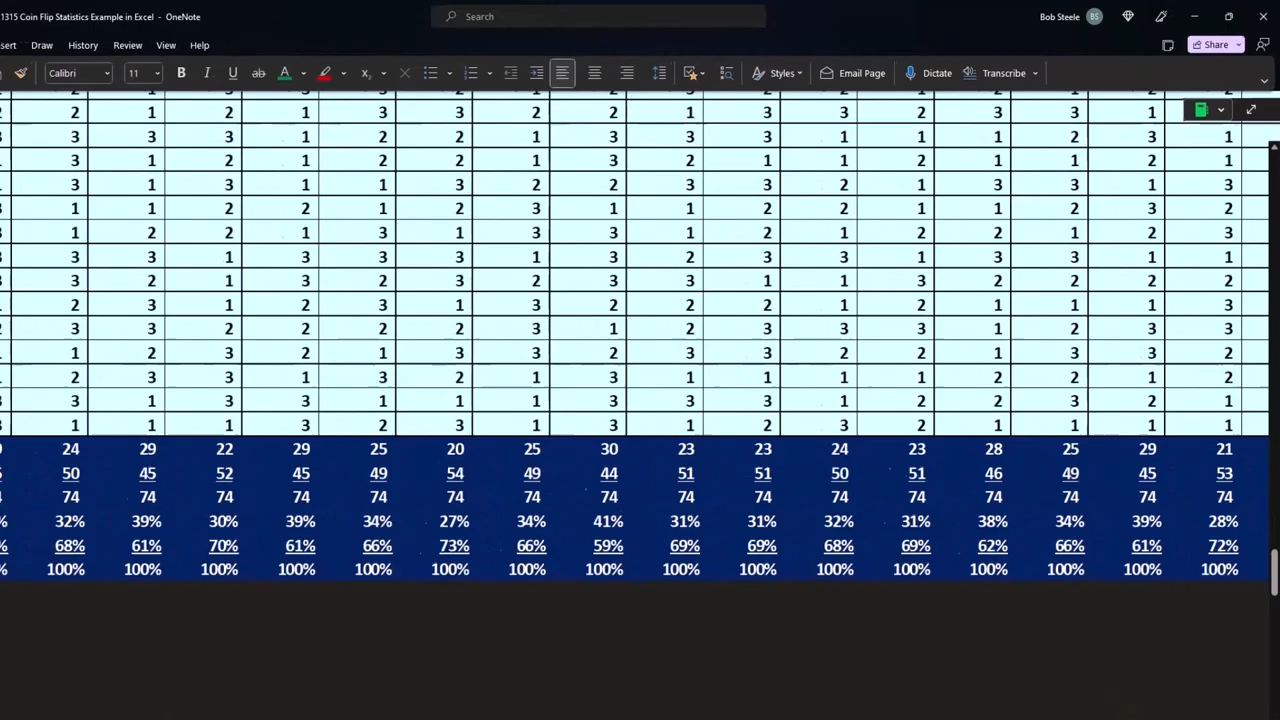 1315 Coin Flip Statistics Example in Excel - OneNote
Search
Bob Steele BS
Draw History Review View Help
Share
Calibri 11 B I U ab A X Styles Email Page Dictate Transcribe
2 1 3 1 3 3 2 2 1 3 3 2 3 3 1
3 3 3 1 2 2 1 3 3 3 1 1 1 2 3 1
3 1 2 1 2 2 1 3 2 1 1 2 1 1 2 1
3 1 3 1 1 3 2 2 3 3 2 1 3 3 1 3
1 1 2 2 1 2 3 1 1 2 2 1 1 2 3 2
1 2 2 1 3 1 3 3 1 2 1 2 2 1 2 3
3 3 1 3 3 3 1 3 2 3 3 1 3 3 1 1
3 2 1 3 2 3 2 3 3 1 1 3 2 2 2 2
2 3 1 2 3 1 3 2 2 2 1 2 1 1 1 3
3 3 2 2 2 2 3 1 2 3 3 3 1 2 3 3
1 2 3 2 1 3 3 2 3 3 2 2 1 3 3 2
2 3 3 1 3 2 1 3 1 1 1 1 2 2 1 2
3 1 3 3 1 1 1 3 3 3 1 2 2 3 2 1
1 1 1 3 2 3 1 3 1 2 3 2 1 1 1 1
24 29 22 29 25 20 25 30 23 23 24 23 28 25 29 21
50 45 52 45 49 54 49 44 51 51 50 51 46 49 45 53
74 74 74 74 74 74 74 74 74 74 74 74 74 74 74 74
32% 39% 30% 39% 34% 27% 34% 41% 31% 31% 32% 31% 38% 34% 39% 28%
68% 61% 70% 61% 66% 73% 66% 59% 69% 69% 68% 69% 62% 66% 61% 72%
100% 100% 100% 100% 100% 100% 100% 100% 100% 100% 100% 100% 100% 100% 100% 100%